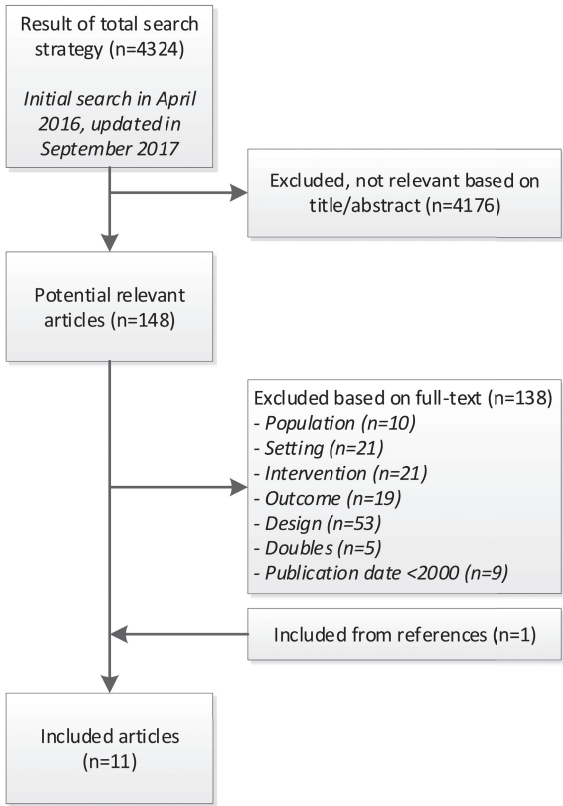 Result of total search
strategy (n=4324)
Initial search in April
2016, updated in
September 2017
Excluded, not relevant based on
title/abstract (n=4176)
Potential relevant
articles (n=148)
Excluded based on full-text (n=138)
- Population (n=10)
- Setting (n=21)
- Intervention (n=21)
- Outcome (n=19)
- Design (n=53)
- Doubles (n=5)
- Publication date <2000 (n=9)
Included from references (n=1)
Included articles
(n=11)